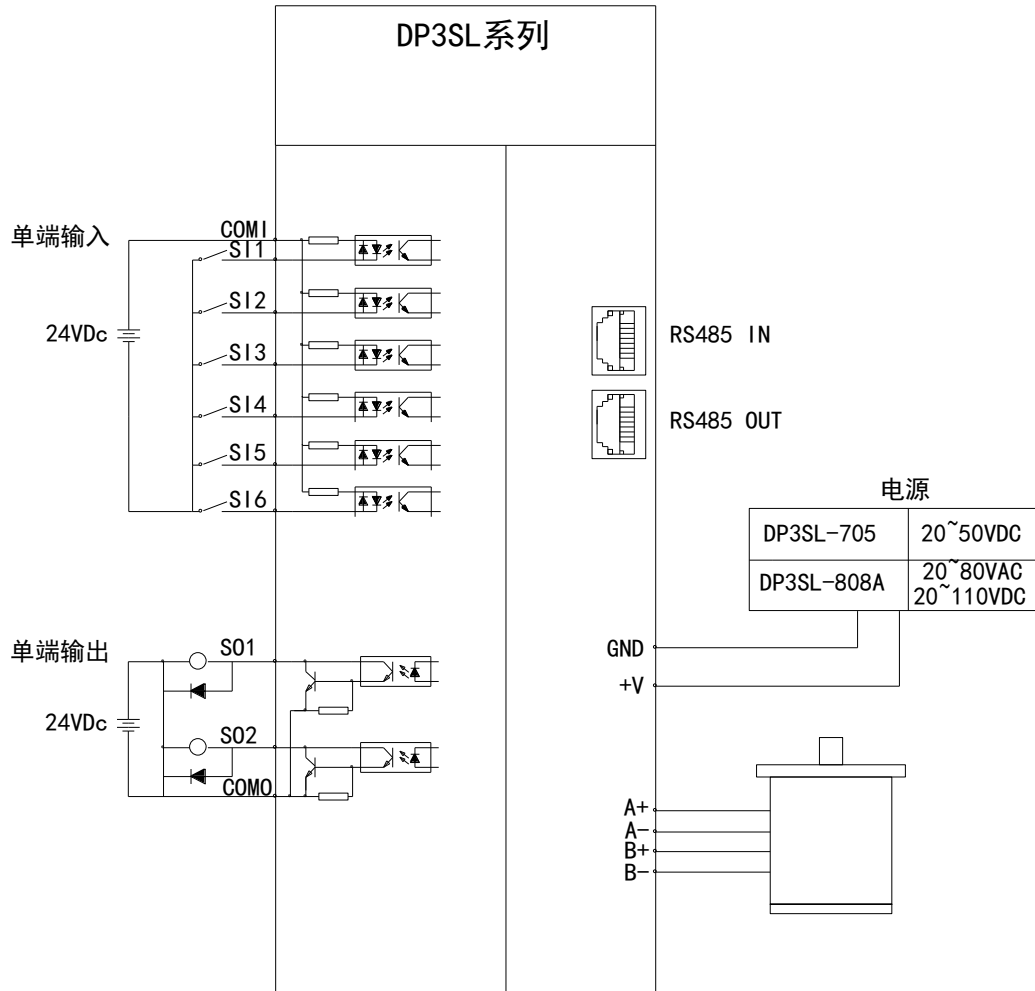 DP3SL系列
单端输入
COMI
SI1
SI2
24VDc
SI3
SI4
SI5
SI6
RS485 IN
RS485 OUT
电源
DP3SL-705 20~50VDC
DP3SL-808A 20~80VAC
20~110VDC
单端输出
SO1
24VDc
SO2
COMO
GND
+V
A+
A-
B+
B-